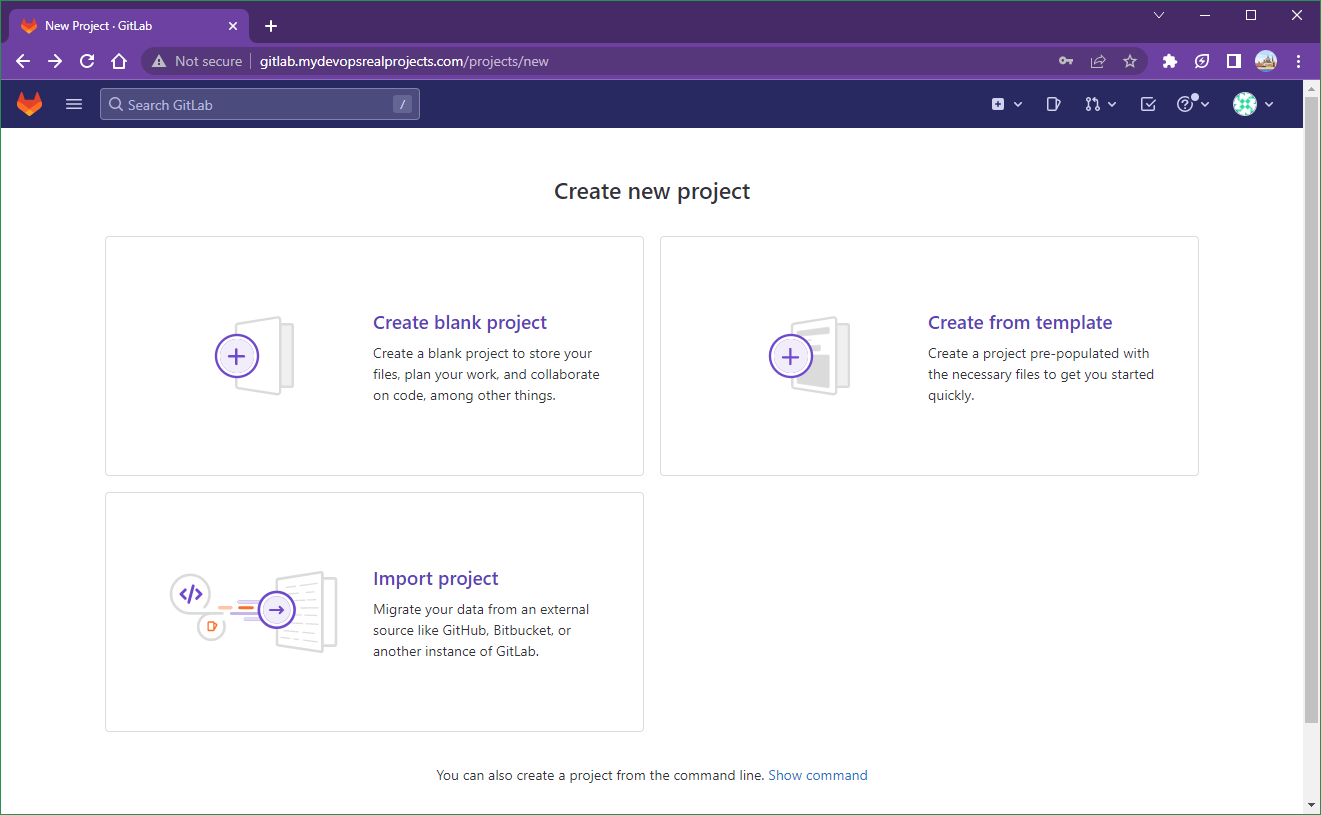 New Project · GitLab
Not secure gitlab.mydevopsrealprojects.com/projects/new
Search GitLab /
Create new project
Create blank project
Create a blank project to store your
files, plan your work, and collaborate
on code, among other things.
Create from template
Create a project pre-populated with
the necessary files to get you started
quickly.
Import project
Migrate your data from an external
source like GitHub, Bitbucket, or
another instance of GitLab.
You can also create a project from the command line. Show command